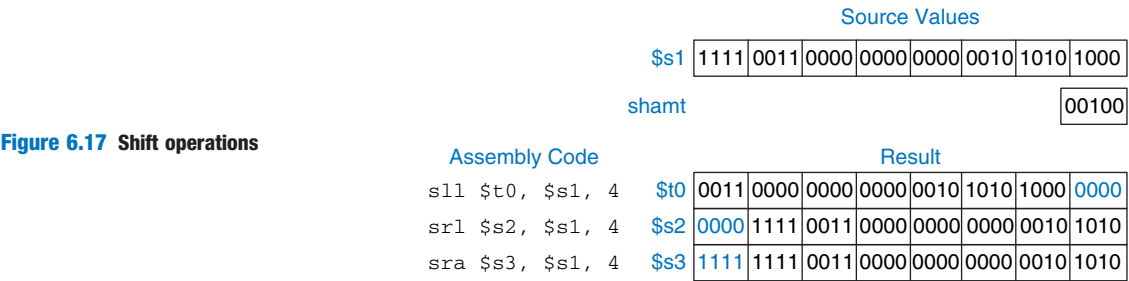 Source Values
$s1 1111 0011 0000 0000 0000 0010 1010 1000
shamt 00100
Figure 6.17 Shift operations
Assembly Code Result
sll $t0, $s1, 4 $t0 0011 0000 0000 0000 0010 1010 1000 0000
srl $s2, $s1, 4 $s2 0000 1111 0011 0000 0000 0000 0010 1010
sra $s3, $s1, 4 $s3 1111 1111 0011 0000 0000 0000 0010 1010